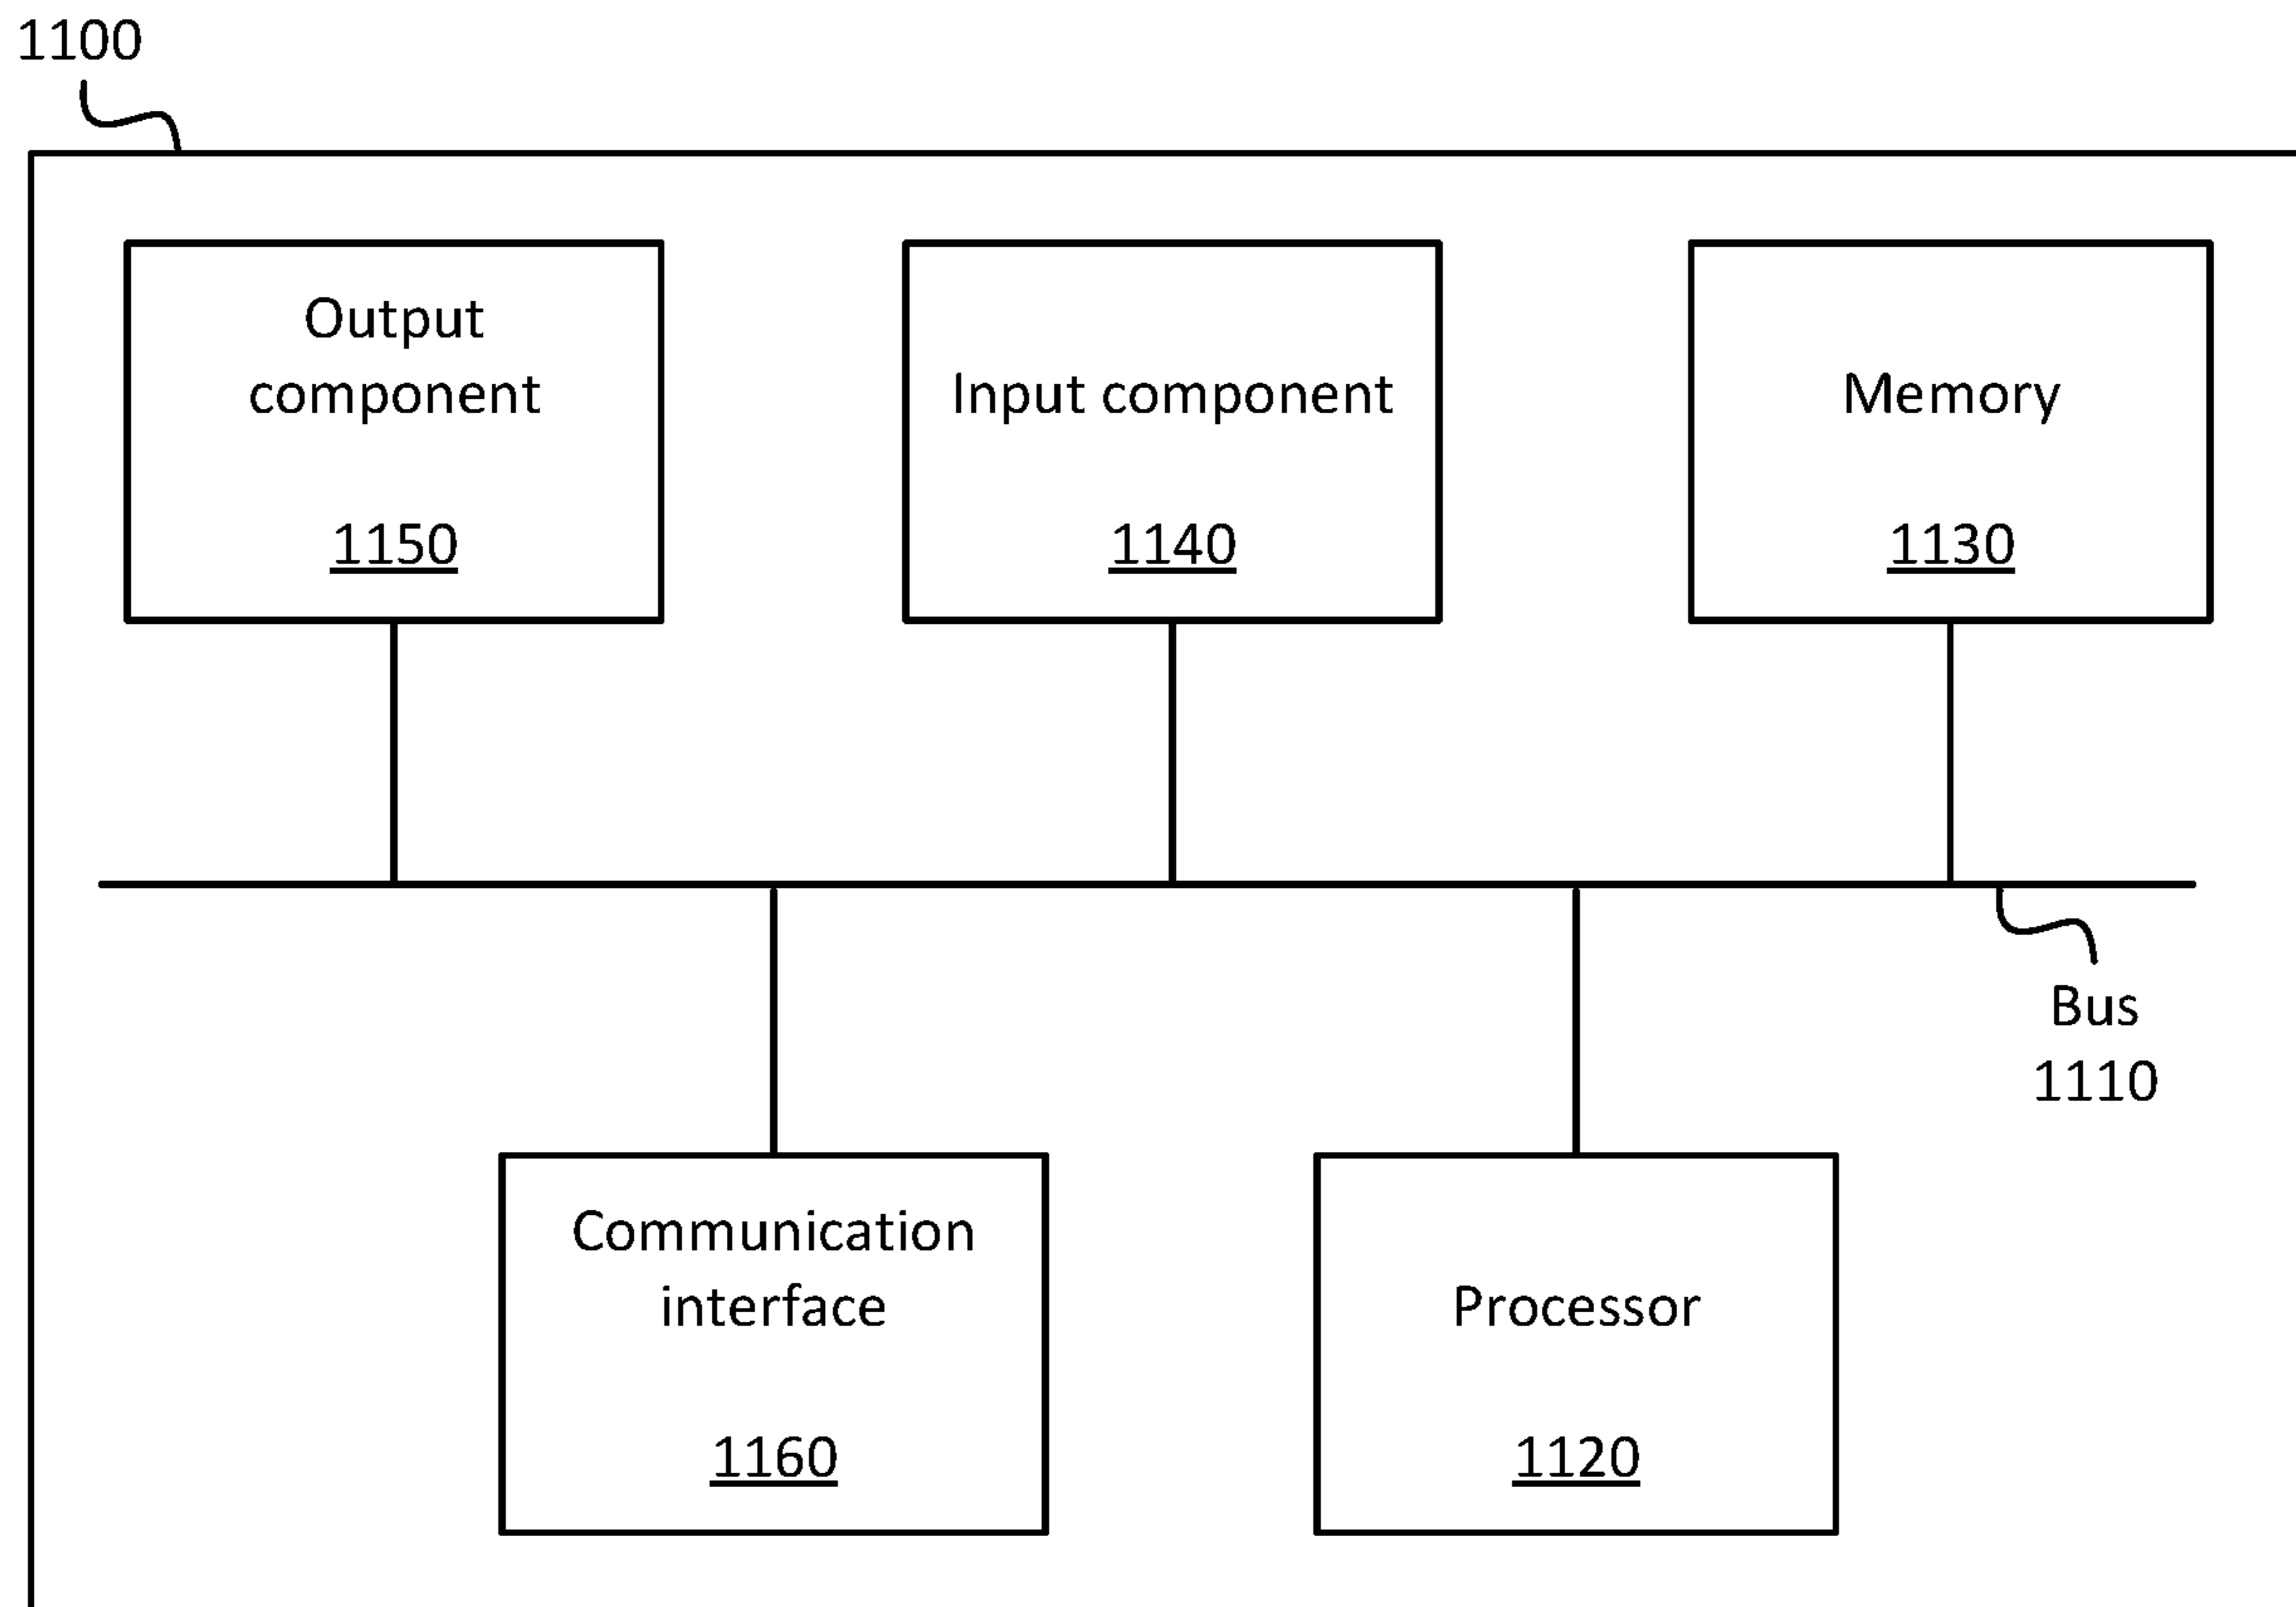 1100
Output
component
1150
Input component
1140
Memory
1130
Bus
1110
Communication
interface
1160
Processor
1120